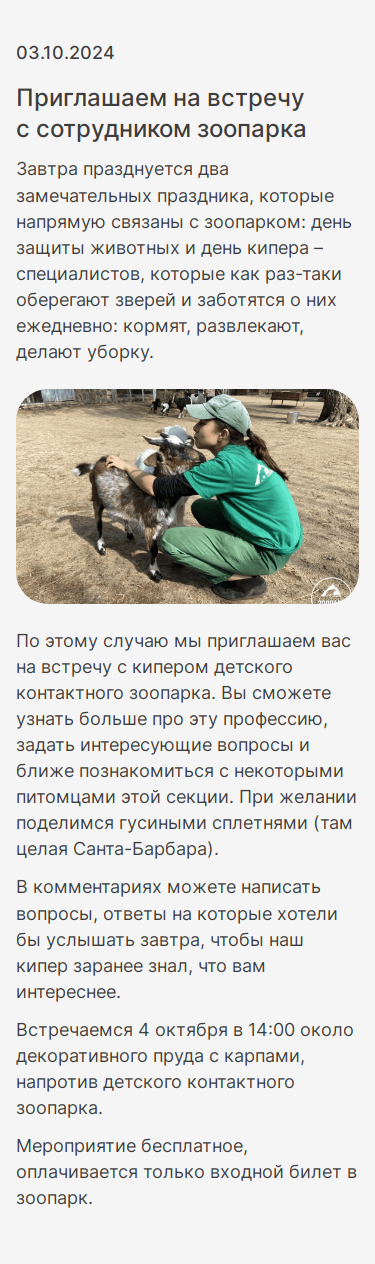 03.10.2024
Приглашаем на встречу
с сотрудником зоопарка
Завтра празднуется два
замечательных праздника, которые
напрямую связаны с зоопарком: день
защиты животных и день кипера –
специалистов, которые как раз-таки
оберегают зверей и заботятся о них
ежедневно: кормят, развлекают,
делают уборку.
По этому случаю мы приглашаем вас
на встречу с кипером детского
контактного зоопарка. Вы сможете
узнать больше про эту профессию,
задать интересующие вопросы и
ближе познакомиться с некоторыми
питомцами этой секции. При желании
поделимся гусиными сплетнями (там
целая Санта-Барбара).
В комментариях можете написать
вопросы, ответы на которые хотели
бы услышать завтра, чтобы наш
кипер заранее знал, что вам
интереснее.
Встречаемся 4 октября в 14:00 около
декоративного пруда с карпами,
напротив детского контактного
зоопарка.
Мероприятие бесплатное,
оплачивается только входной билет в
зоопарк.